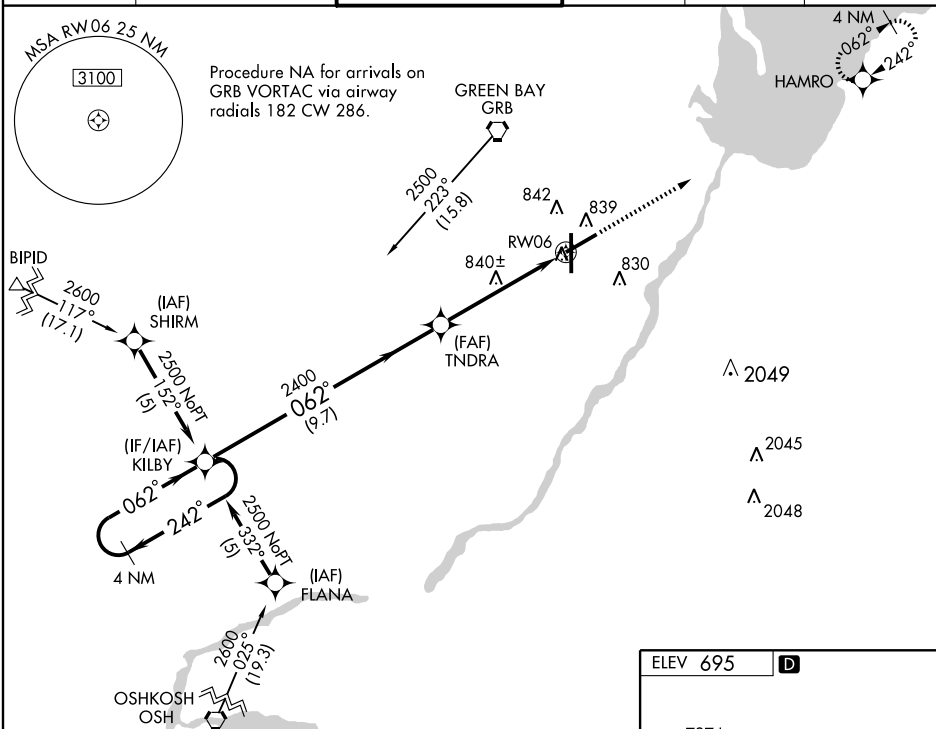 MSA RW06 25 NM
3100
Procedure NA for arrivals on
GRB VORTAC via airway
radials 182 CW 286.
GREEN BAY
GRB
2500
223°
(15.8)
4 NM
062°
242°
HAMRO
842
839
RW06
840±
830
BIPID
2600
117°
(17.1)
(IAF)
SHIRM
2500 NoPT
152°
(5)
(FAF)
TNDRA
2400
062°
(9.7)
2049
(IF/IAF)
KILBY
2045
2048
062°
242°
4 NM
2500 NoPT
332°
(5)
(IAF)
FLANA
2600
025°
(19.3)
OSHKOSH
OSH
ELEV 695
D